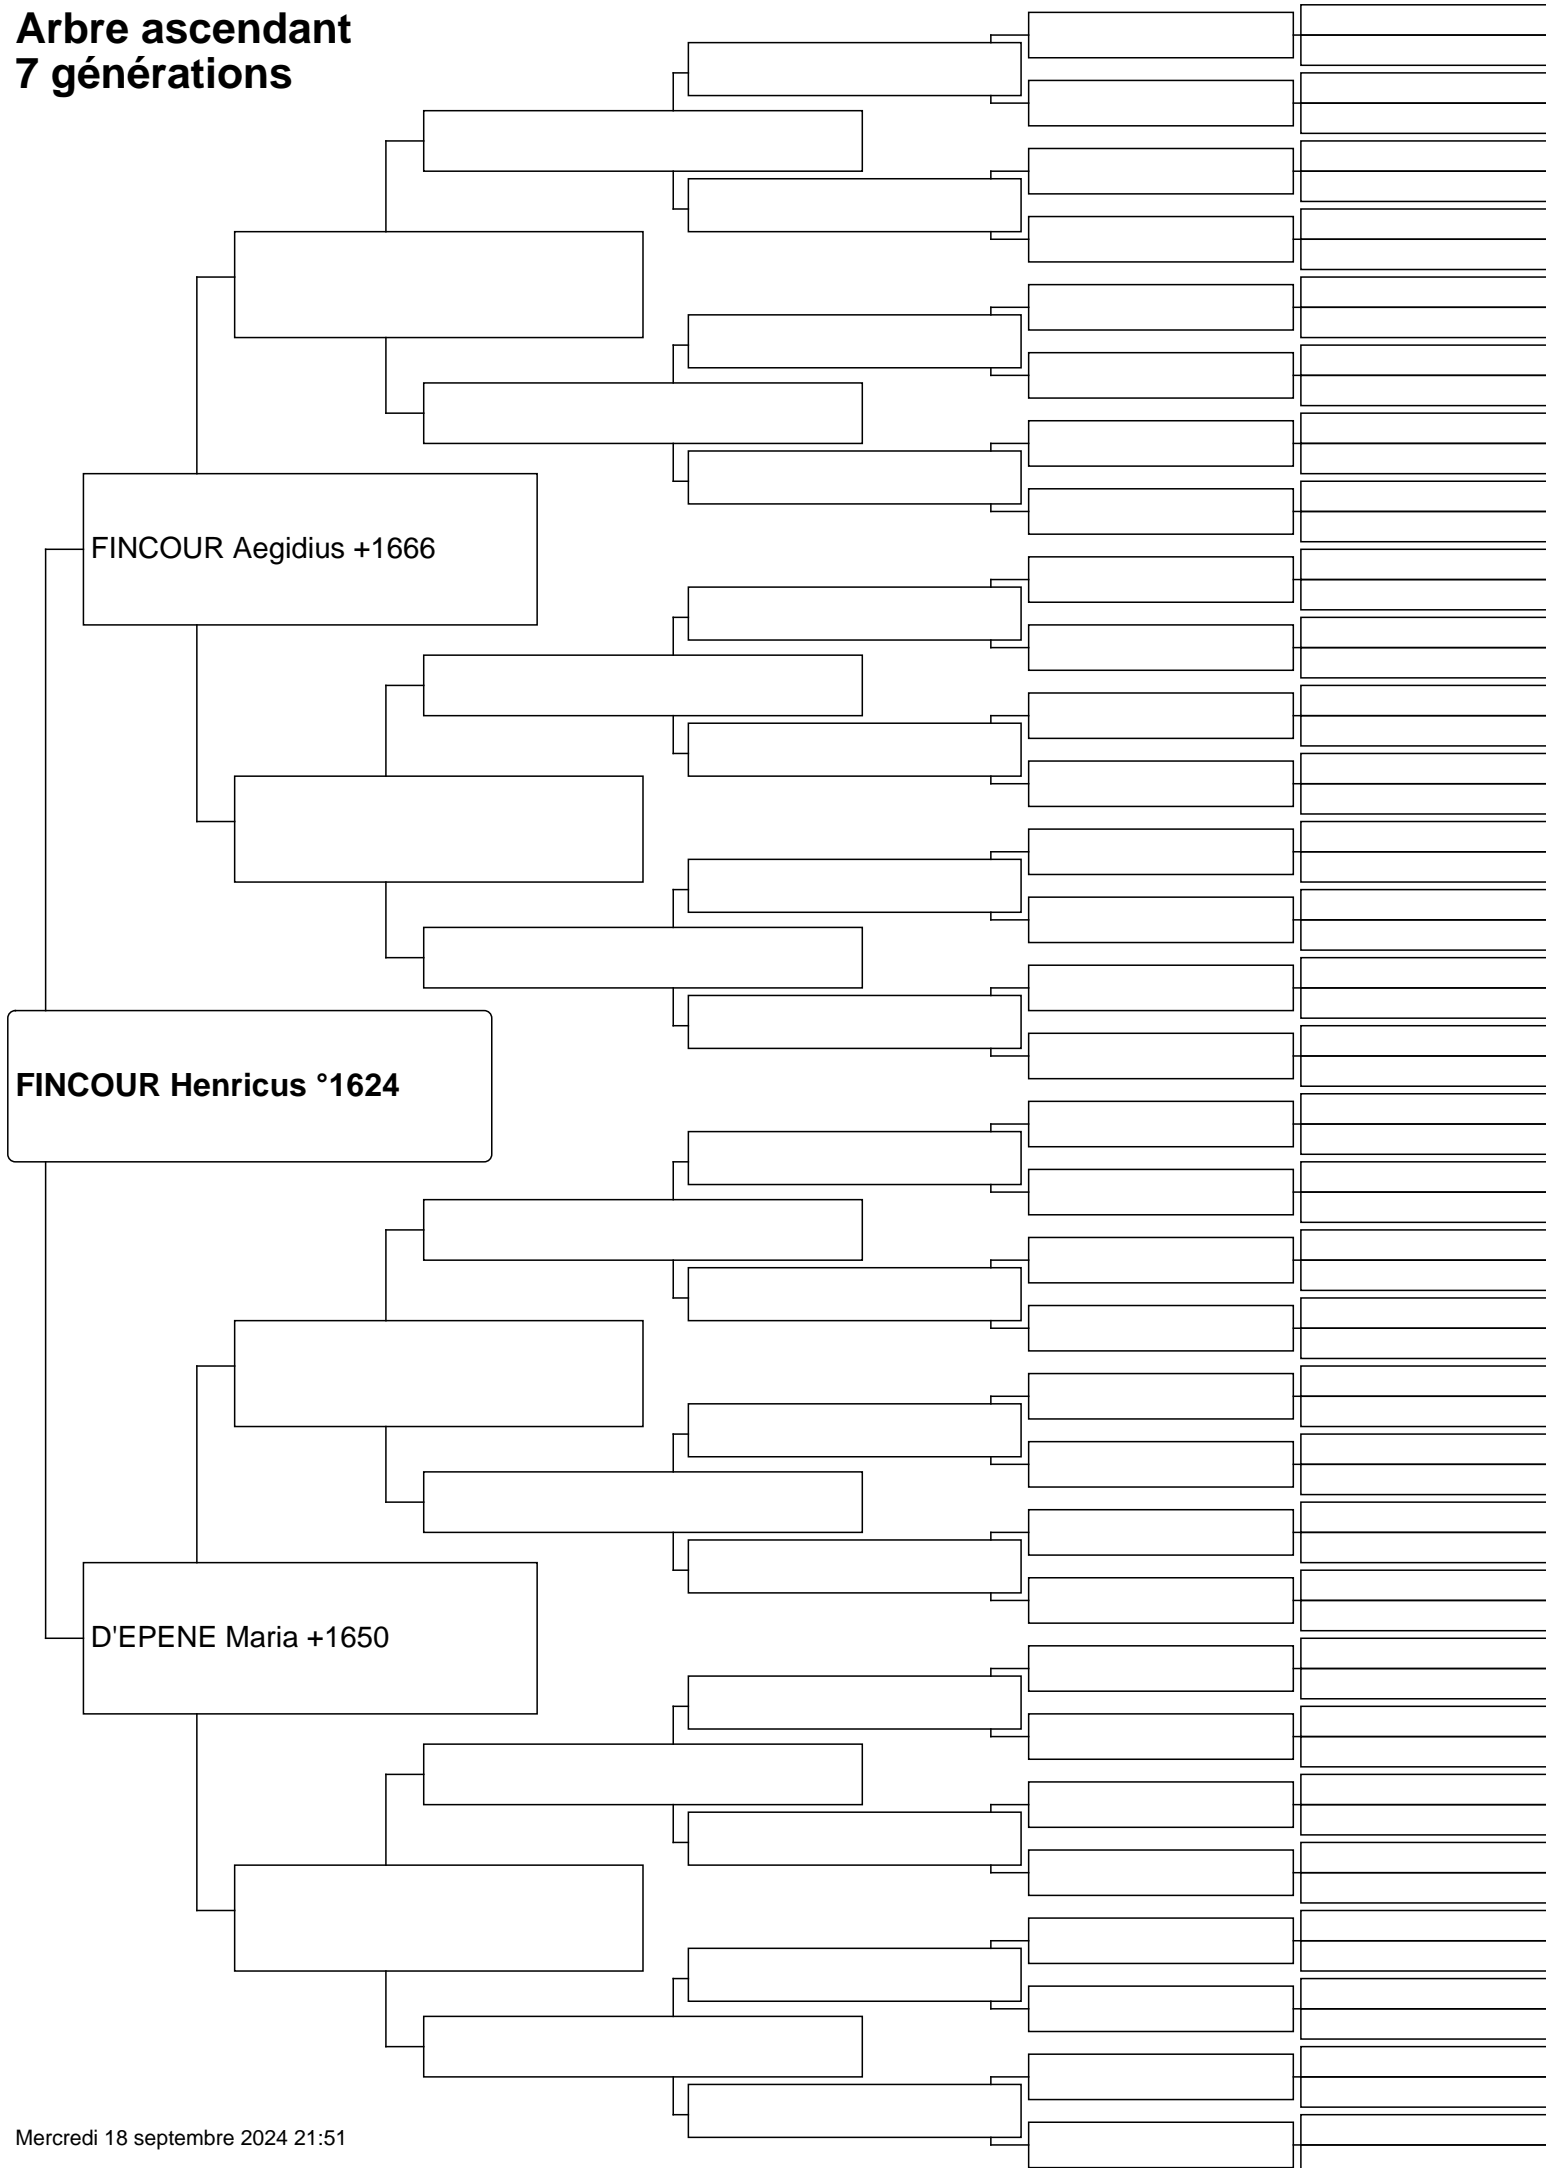 Arbre ascendant
7 générations
FINCOUR Aegidius +1666
FINCOUR Henricus °1624
D'EPENE Maria +1650
Mercredi 18 septembre 2024 21:51